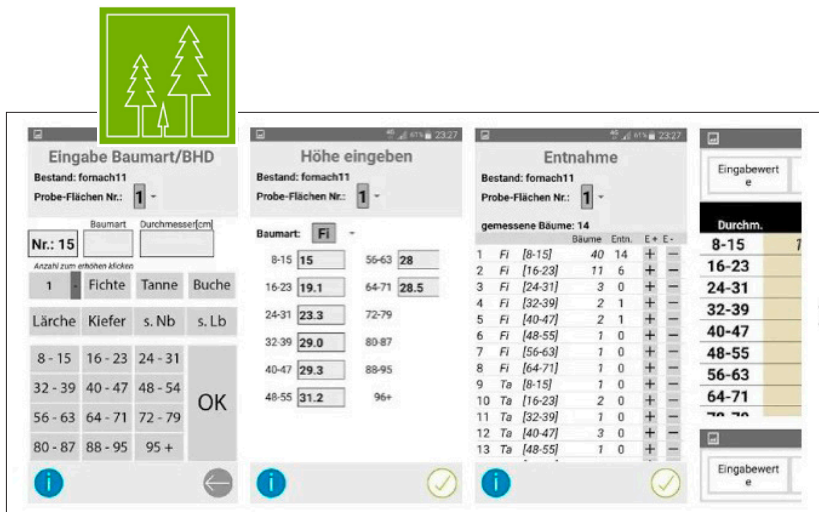 Eingabe Baumart/BHD
Bestand: fornach11
Probe-Flächen Nr.: 1
Baumart Durchmesser[cm]
Nr.: 15
Anzahl zum erhöhen klicken
1 Fichte Tanne Buche
Lärche Kiefer s. Nb s. Lb
8 - 15 16 - 23 24 - 31
32 - 39 40 - 47 48 - 54
OK
56 - 63 64 - 71 72 - 79
80 - 87 88 - 95 95 +
i
61% 23:27
Höhe eingeben
Bestand: fornach11
Probe-Flächen Nr.: 1
Baumart: Fi
8-15 15 56-63 28
16-23 19.1 64-71 28.5
24-31 23.3 72-79
32-39 29.0 80-87
40-47 29.3 88-95
48-55 31.2 96+
i
61% 23:27
Entnahme
Bestand: fornach11
Probe-Flächen Nr.: 1
gemessene Bäume: 14
Bäume Entn. E+ E-
1 Fi [8-15] 40 14 + −
2 Fi [16-23] 11 6 + −
3 Fi [24-31] 3 0 + −
4 Fi [32-39] 2 1 + −
5 Fi [40-47] 2 1 + −
6 Fi [48-55] 1 0 + −
7 Fi [56-63] 1 0 + −
8 Fi [64-71] 1 0 + −
9 Ta [8-15] 1 0 + −
10 Ta [16-23] 2 0 + −
11 Ta [32-39] 1 0 + −
12 Ta [40-47] 3 0 + −
13 Ta [48-55] 1 0 + −
i
Eingabewert
e
Durchm.
8-15
16-23
24-31
32-39
40-47
48-55
56-63
64-71
Eingabewert
e